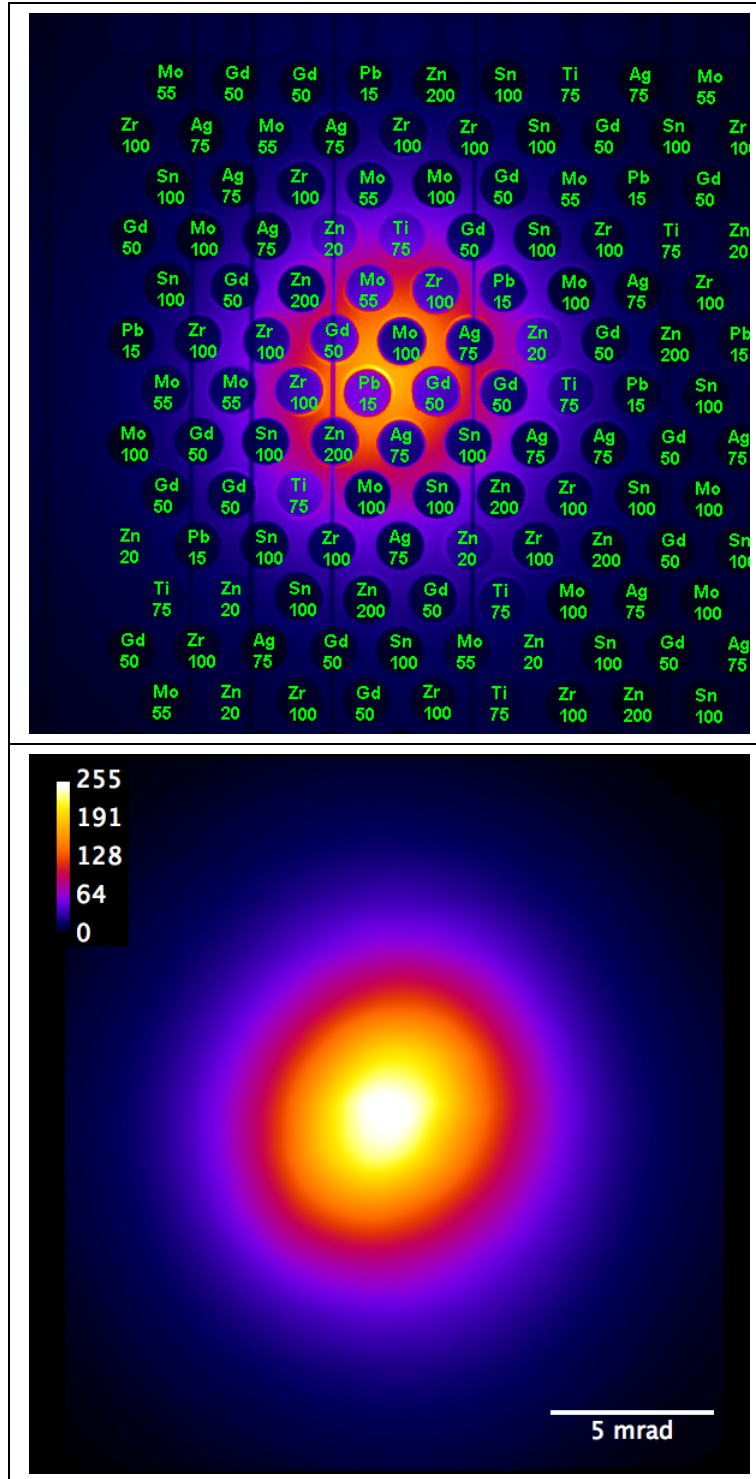 Mo Gd Gd Pb Zn Sn Ti Ag Mo
55 50 50 15 200 100 75 75 55
Zr Ag Mo Ag Zr Zr Sn Gd Sn Zr
100 75 55 75 100 100 100 50 100
Sn Ag Zr Mo Mo Gd Mo Pb Gd
100 75 100 55 100 50 55 15 50
Gd Mo Ag Zn Ti Gd Sn Zr Ti Zn
50 100 75 20 75 50 100 100 75 20
Sn Gd Zn Mo Zr Pb Mo Ag Zr
100 50 200 55 100 15 100 75 100
Pb Zr Zr Gd Mo Ag Zn Gd Zn Pb
15 100 100 50 100 75 20 50 200 15
Mo Mo Zr Pb Gd Gd Ti Pb Sn
55 55 100 15 50 50 75 15 100
Mo Gd Sn Zn Ag Sn Ag Ag Gd Ag
100 50 100 200 75 100 75 75 50 75
Gd Gd Ti Mo Sn Zn Zr Sn Mo
50 50 75 100 100 200 100 100 100
Zn Pb Sn Zr Ag Zn Zr Zn Gd Sn
20 15 100 100 75 20 100 200 50
Ti Zn Sn Zn Gd Ti Mo Ag Mo
75 20 100 200 50 75 100 75 100
Gd Zr Ag Gd Sn Mo Zn Sn Gd Ag
50 100 75 50 100 55 20 100 50 75
Mo Zn Zr Gd Zr Ti Zr Zn Sn
55 20 100 50 100 75 100 200 100
255
191
128
64
0
5 mrad